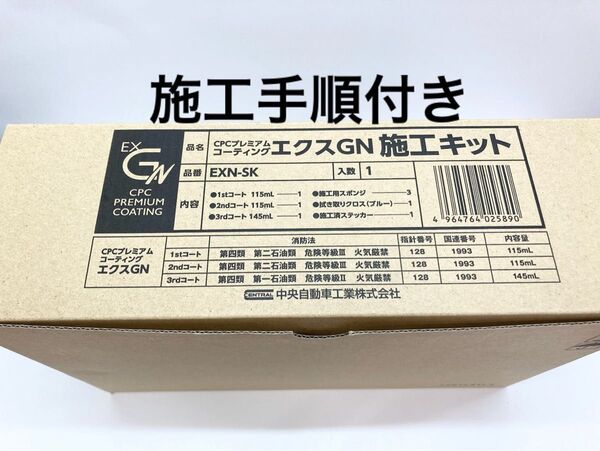 施工手順付き
EX
GN
CPC
PREMIUM
COATING
品名 CPCプレミアム コーティング エクスGN 施工キット
品番 EXN-SK 入数 1
内容
●1stコート 115mL 1 ●施工用スポンジ 3
●2ndコート 115mL 1 ●拭き取りクロス(ブルー) 1
●3rdコート 145mL 1 ●施工済ステッカー 1
4 964764 025890
CPCプレミアム
コーティング
エクスGN
消防法 指針番号 国連番号 内容量
1stコート 第四類 第二石油類 危険等級Ⅲ 火気厳禁 128 1993 115mL
2ndコート 第四類 第二石油類 危険等級Ⅲ 火気厳禁 128 1993 115mL
3rdコート 第四類 第一石油類 危険等級Ⅱ 火気厳禁 128 1993 145mL
CENTRAL 中央自動車工業株式会社